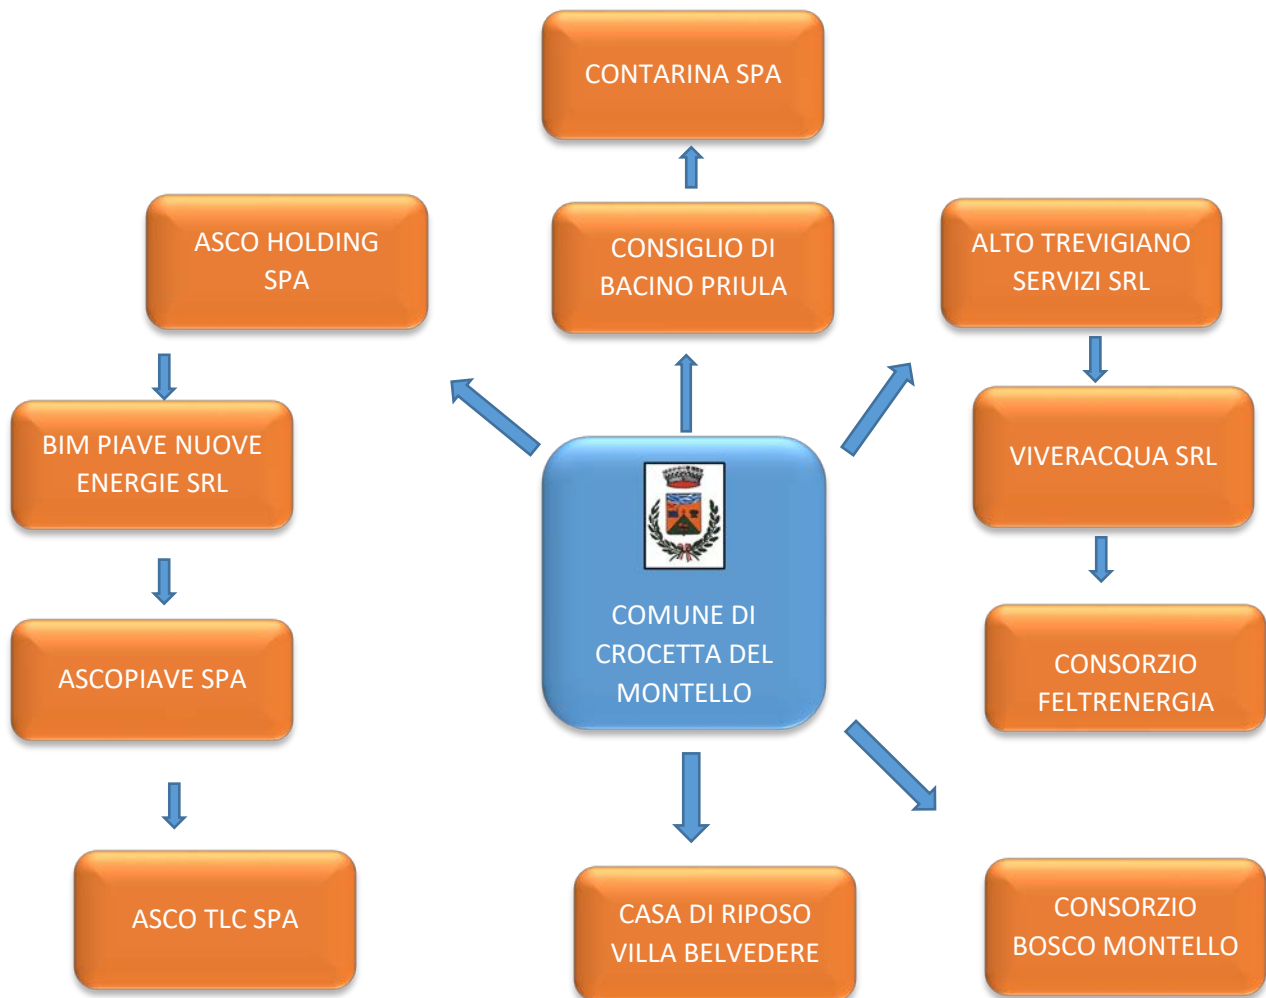 CONTARINA SPA
ASCO HOLDING
SPA
CONSIGLIO DI
BACINO PRIULA
ALTO TREVIGIANO
SERVIZI SRL
BIM PIAVE NUOVE
ENERGIE SRL
VIVERACQUA SRL
COMUNE DI
CROCETTA DEL
MONTELLO
ASCOPIAVE SPA
CONSORZIO
FELTRENERGIA
ASCO TLC SPA
CASA DI RIPOSO
VILLA BELVEDERE
CONSORZIO
BOSCO MONTELLO